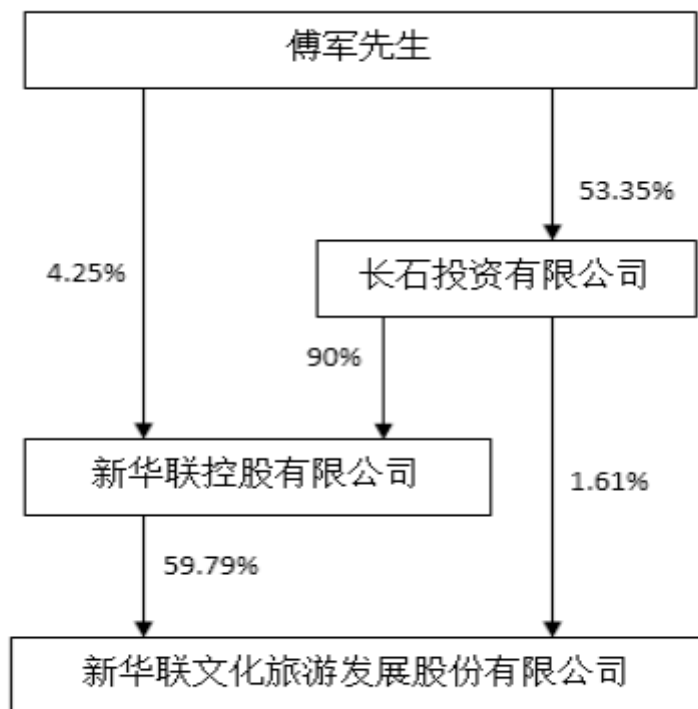 傅军先生
53.35%
长石投资有限公司
4.25%
90%
新华联控股有限公司
1.61%
59.79%
新华联文化旅游发展股份有限公司